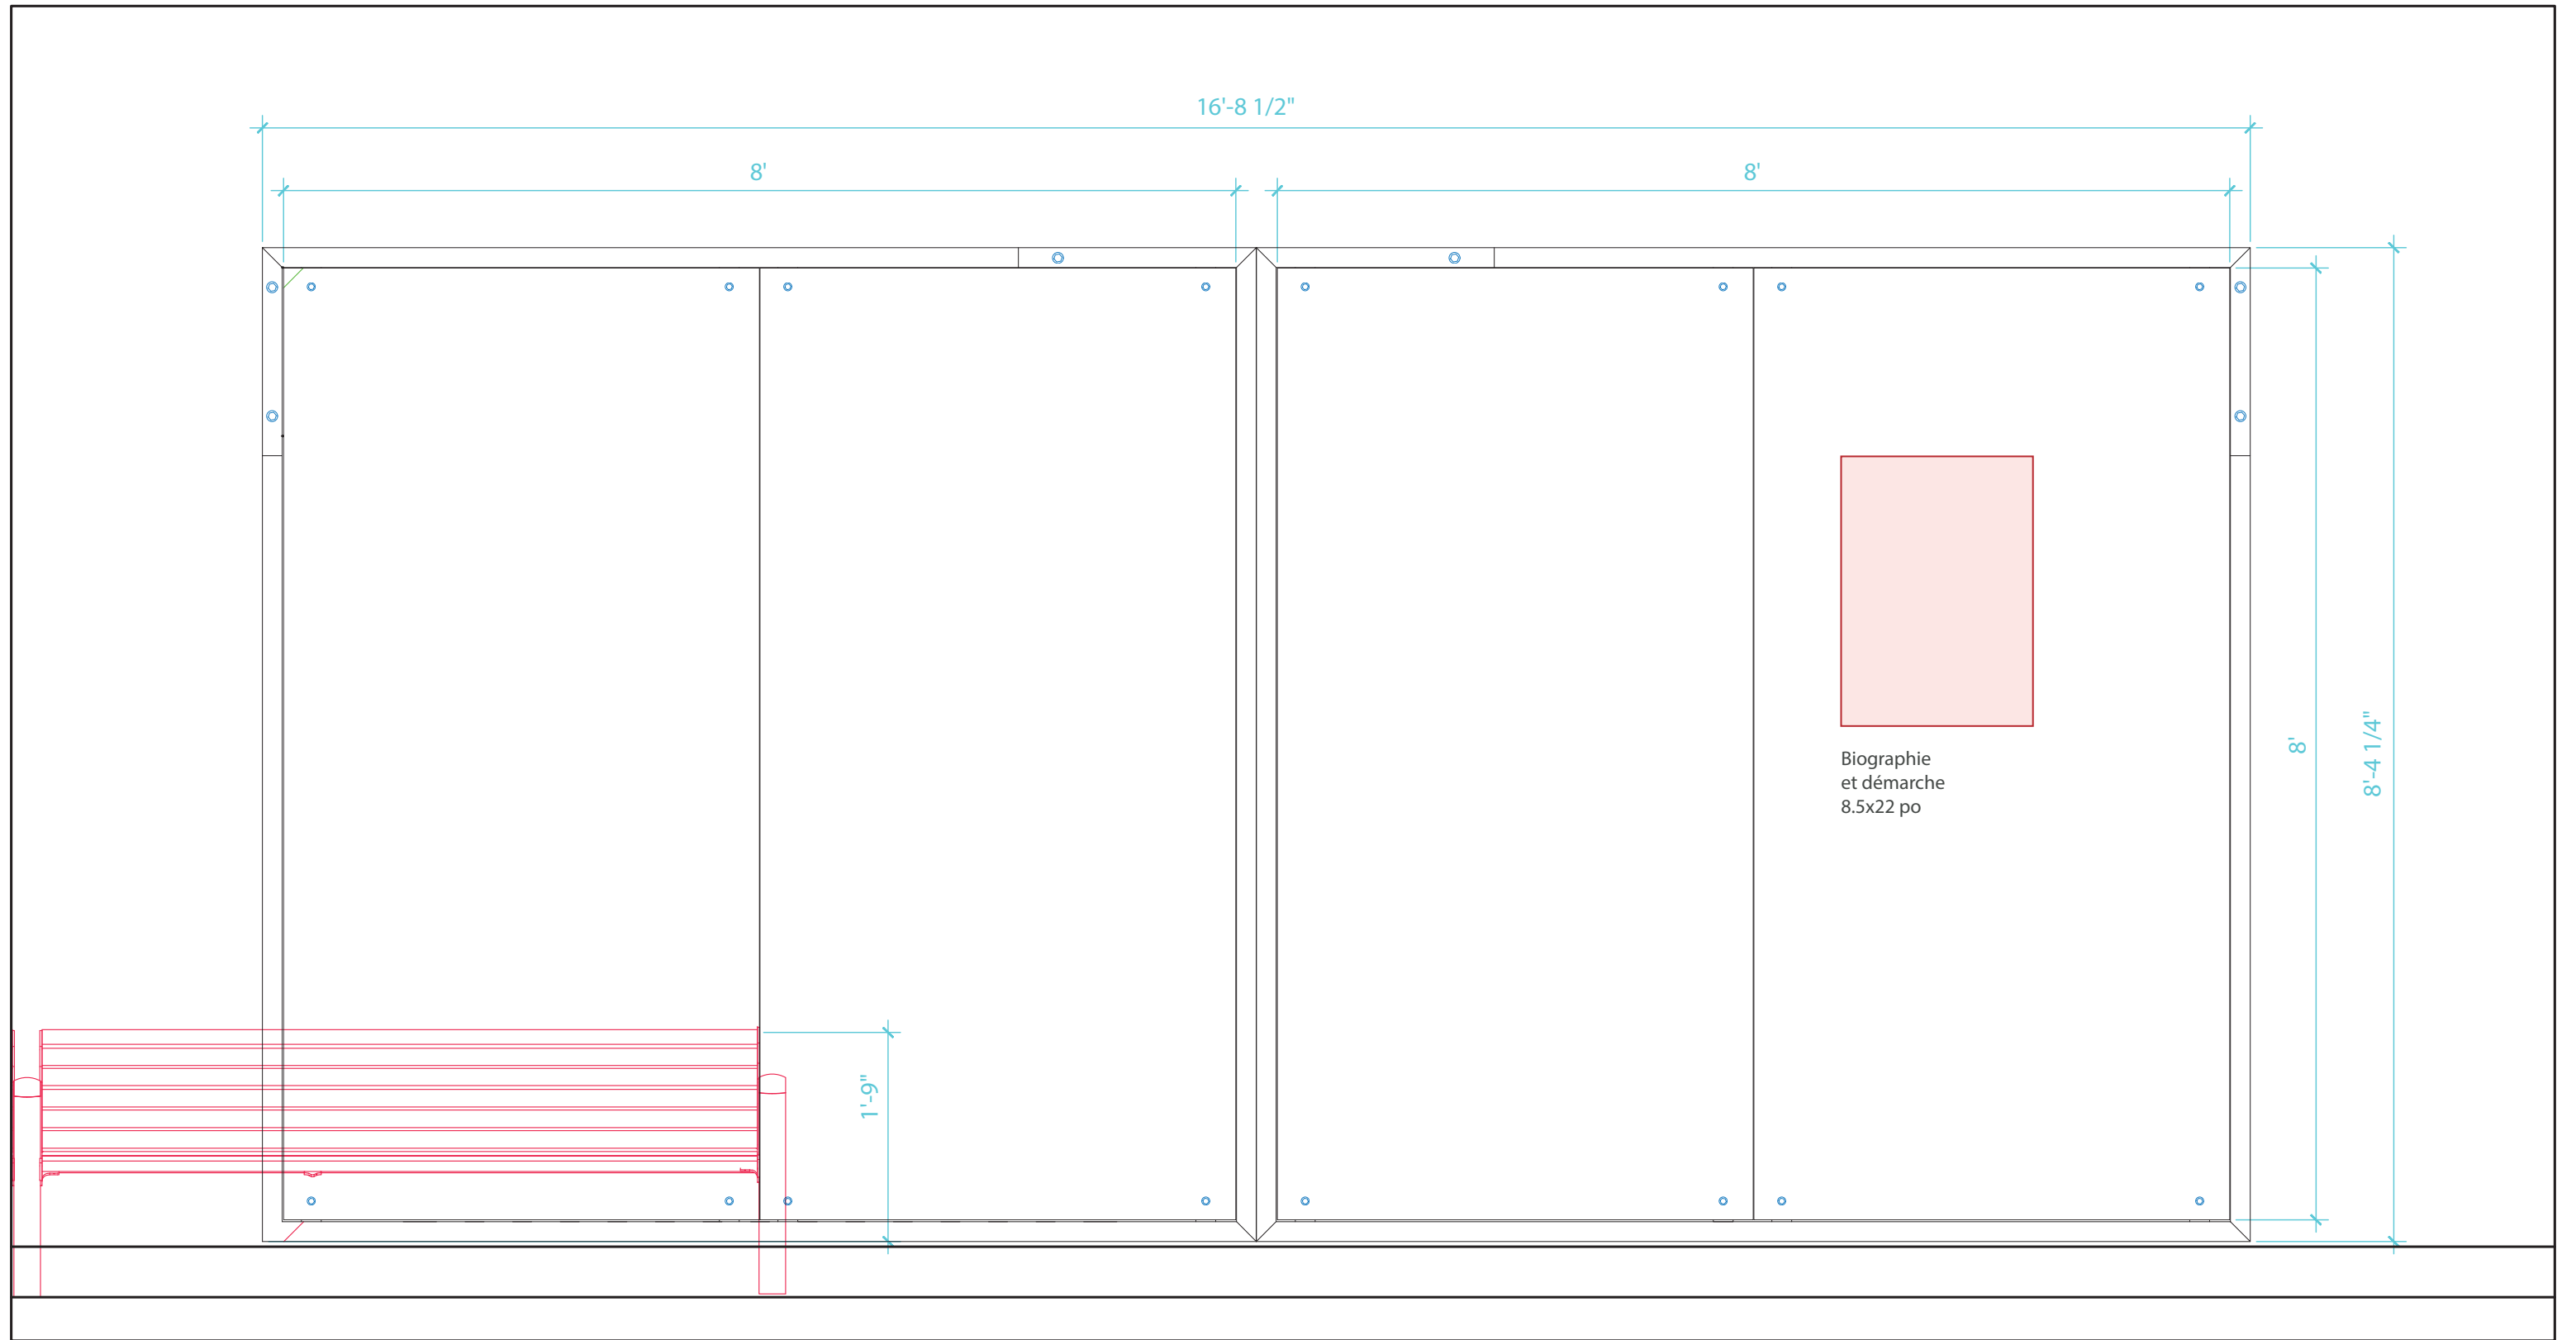 16'-8 1/2"
8'
8'
Biographie
et démarche
8.5x22 po
8'
8'-4 1/4"
1'-9"